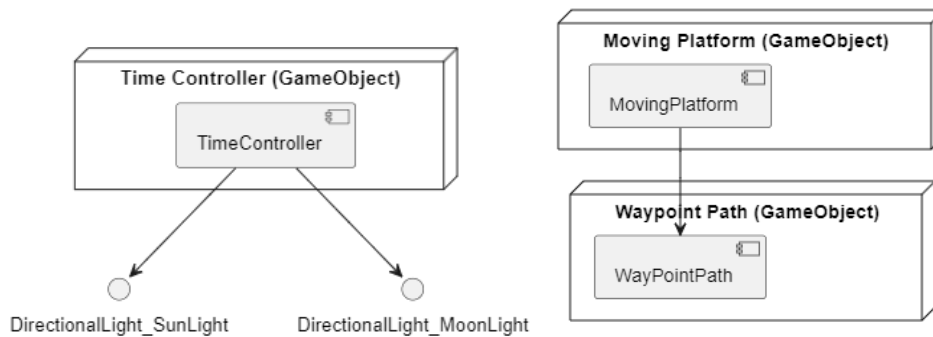 Time Controller (GameObject)
TimeController
DirectionalLight_SunLight
DirectionalLight_MoonLight
Moving Platform (GameObject)
MovingPlatform
Waypoint Path (GameObject)
WayPointPath